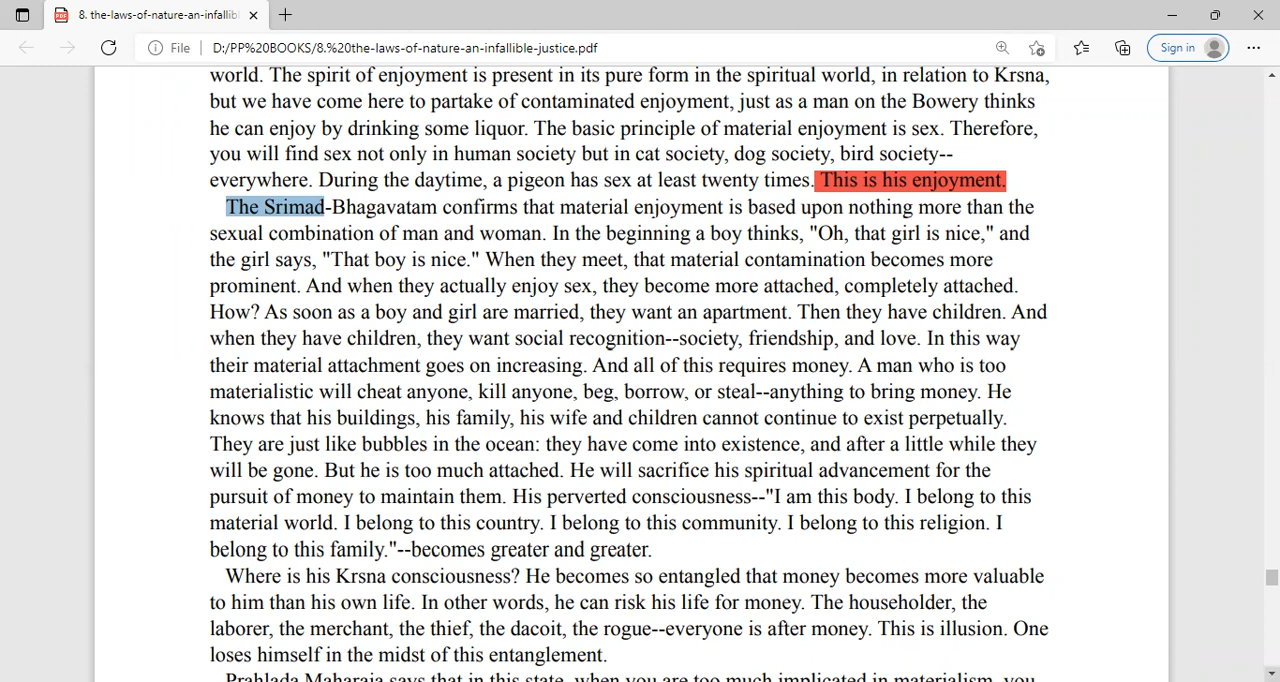 8. the-laws-of-nature-an-infallib
File D:/PP%20BOOKS/8.%20the-laws-of-nature-an-infallible-justice.pdf Sign in
world. The spirit of enjoyment is present in its pure form in the spiritual world, in relation to Krsna,
but we have come here to partake of contaminated enjoyment, just as a man on the Bowery thinks
he can enjoy by drinking some liquor. The basic principle of material enjoyment is sex. Therefore,
you will find sex not only in human society but in cat society, dog society, bird society--
everywhere. During the daytime, a pigeon has sex at least twenty times. This is his enjoyment.
The Srimad-Bhagavatam confirms that material enjoyment is based upon nothing more than the
sexual combination of man and woman. In the beginning a boy thinks, "Oh, that girl is nice," and
the girl says, "That boy is nice." When they meet, that material contamination becomes more
prominent. And when they actually enjoy sex, they become more attached, completely attached.
How? As soon as a boy and girl are married, they want an apartment. Then they have children. And
when they have children, they want social recognition--society, friendship, and love. In this way
their material attachment goes on increasing. And all of this requires money. A man who is too
materialistic will cheat anyone, kill anyone, beg, borrow, or steal--anything to bring money. He
knows that his buildings, his family, his wife and children cannot continue to exist perpetually.
They are just like bubbles in the ocean: they have come into existence, and after a little while they
will be gone. But he is too much attached. He will sacrifice his spiritual advancement for the
pursuit of money to maintain them. His perverted consciousness--"I am this body. I belong to this
material world. I belong to this country. I belong to this community. I belong to this religion. I
belong to this family."--becomes greater and greater.
Where is his Krsna consciousness? He becomes so entangled that money becomes more valuable
to him than his own life. In other words, he can risk his life for money. The householder, the
laborer, the merchant, the thief, the dacoit, the rogue--everyone is after money. This is illusion. One
loses himself in the midst of this entanglement.
Prahlada Maharaja says that in this state, when you are too much implicated in materialism, you